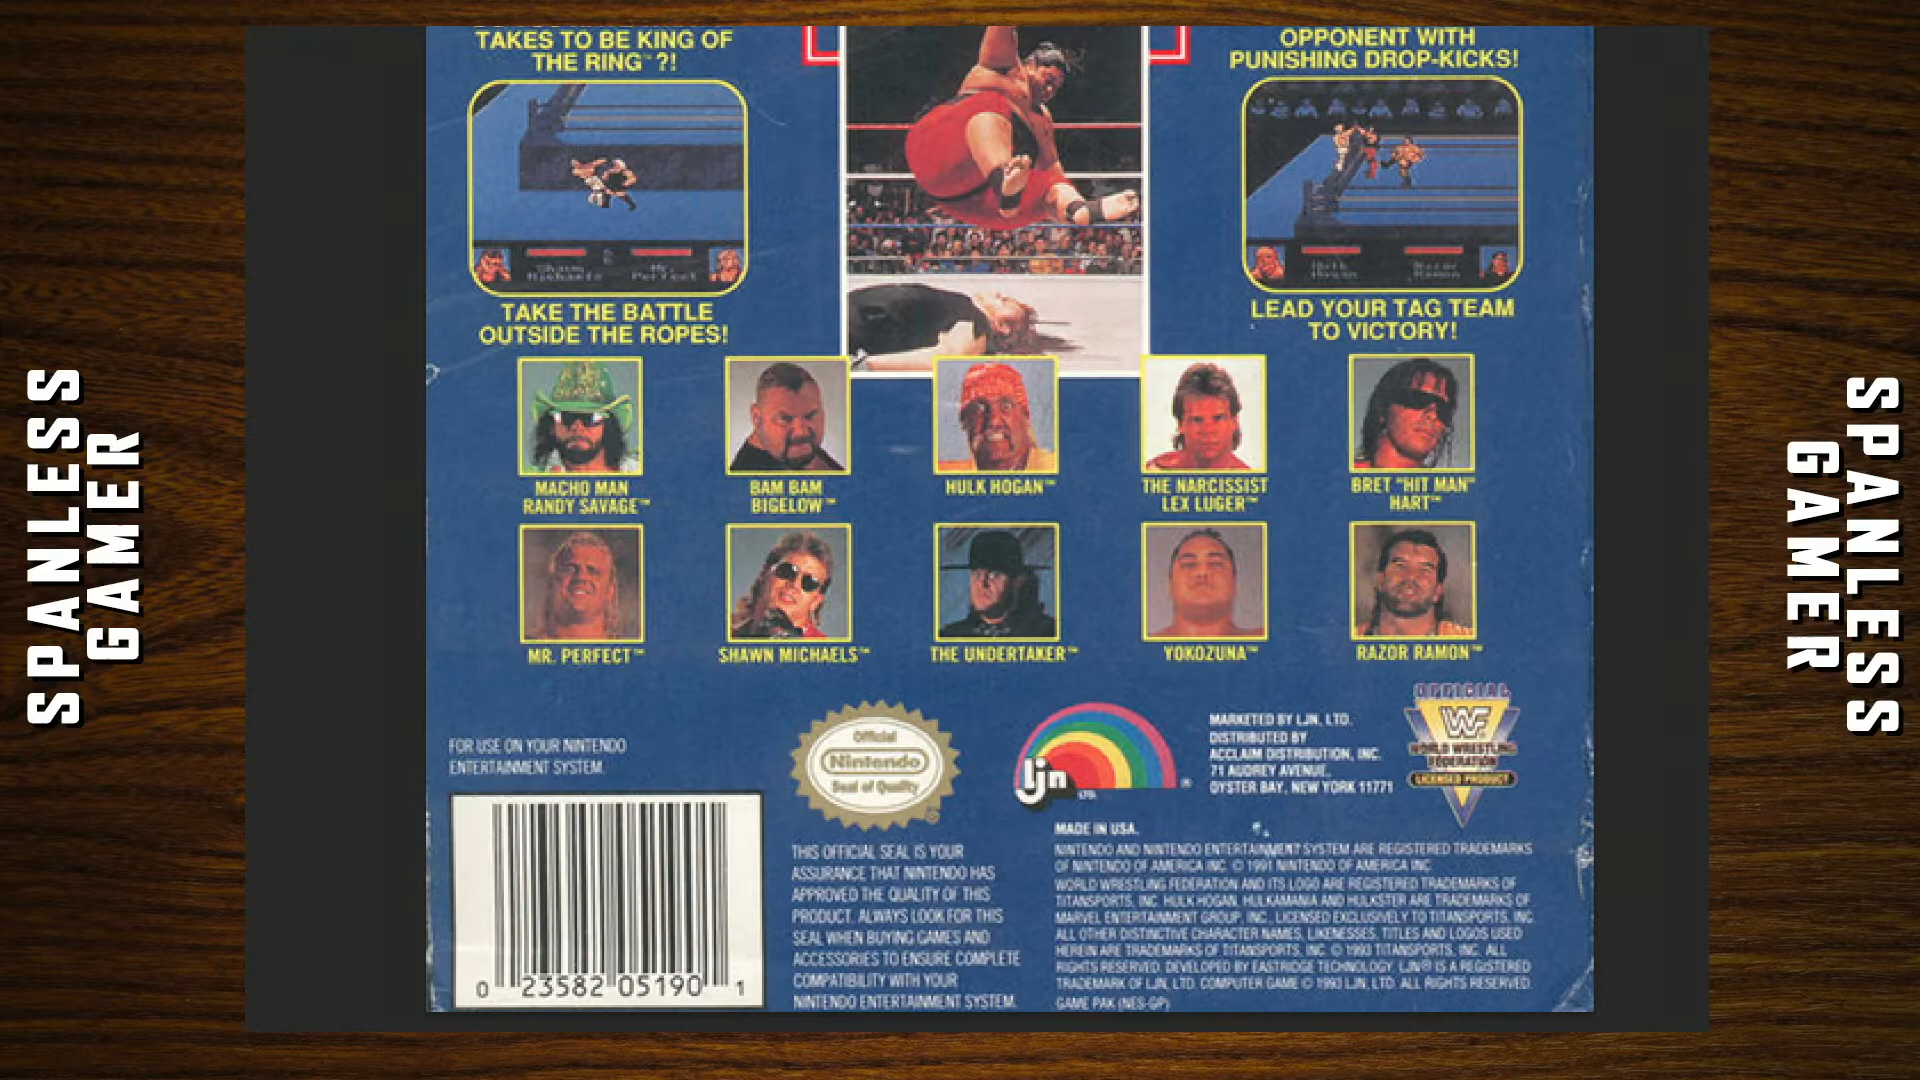 TAKES TO BE KING OF
THE RING™?!
OPPONENT WITH
PUNISHING DROP-KICKS!
Shawn
Michaels
Mr.
Perfect
Hulk
Hogan
Razor
Ramon
TAKE THE BATTLE
OUTSIDE THE ROPES!
LEAD YOUR TAG TEAM
TO VICTORY!
MACHO MAN
RANDY SAVAGE™
BAM BAM
BIGELOW™
HULK HOGAN™
THE NARCISSIST
LEX LUGER™
BRET "HIT MAN"
HART™
MR. PERFECT™
SHAWN MICHAELS™
THE UNDERTAKER™
YOKOZUNA™
RAZOR RAMON™
FOR USE ON YOUR NINTENDO
ENTERTAINMENT SYSTEM.
0 23582 05190 1
Official
Nintendo
Seal of Quality
THIS OFFICIAL SEAL IS YOUR
ASSURANCE THAT NINTENDO HAS
APPROVED THE QUALITY OF THIS
PRODUCT. ALWAYS LOOK FOR THIS
SEAL WHEN BUYING GAMES AND
ACCESSORIES TO ENSURE COMPLETE
COMPATIBILITY WITH YOUR
NINTENDO ENTERTAINMENT SYSTEM.
ljn ®
LTD.
MARKETED BY LJN, LTD.
DISTRIBUTED BY
ACCLAIM DISTRIBUTION, INC.
71 AUDREY AVENUE,
OYSTER BAY, NEW YORK 11771
OFFICIAL
WF
WORLD WRESTLING
FEDERATION
LICENSED PRODUCT
MADE IN USA.
NINTENDO AND NINTENDO ENTERTAINMENT SYSTEM ARE REGISTERED TRADEMARKS
OF NINTENDO OF AMERICA INC. © 1991 NINTENDO OF AMERICA INC
WORLD WRESTLING FEDERATION AND ITS LOGO ARE REGISTERED TRADEMARKS OF
TITANSPORTS, INC. HULK HOGAN, HULKAMANIA AND HULKSTER ARE TRADEMARKS OF
MARVEL ENTERTAINMENT GROUP, INC., LICENSED EXCLUSIVELY TO TITANSPORTS, INC.
ALL OTHER DISTINCTIVE CHARACTER NAMES, LIKENESSES, TITLES AND LOGOS USED
HEREIN ARE TRADEMARKS OF TITANSPORTS, INC. © 1993 TITANSPORTS, INC. ALL
RIGHTS RESERVED. DEVELOPED BY EASTRIDGE TECHNOLOGY. LJN® IS A REGISTERED
TRADEMARK OF LJN, LTD. COMPUTER GAME © 1993 LJN, LTD. ALL RIGHTS RESERVED.
GAME PAK (NES-GP)
SPANLESS
GAMER
SPANLESS
GAMER